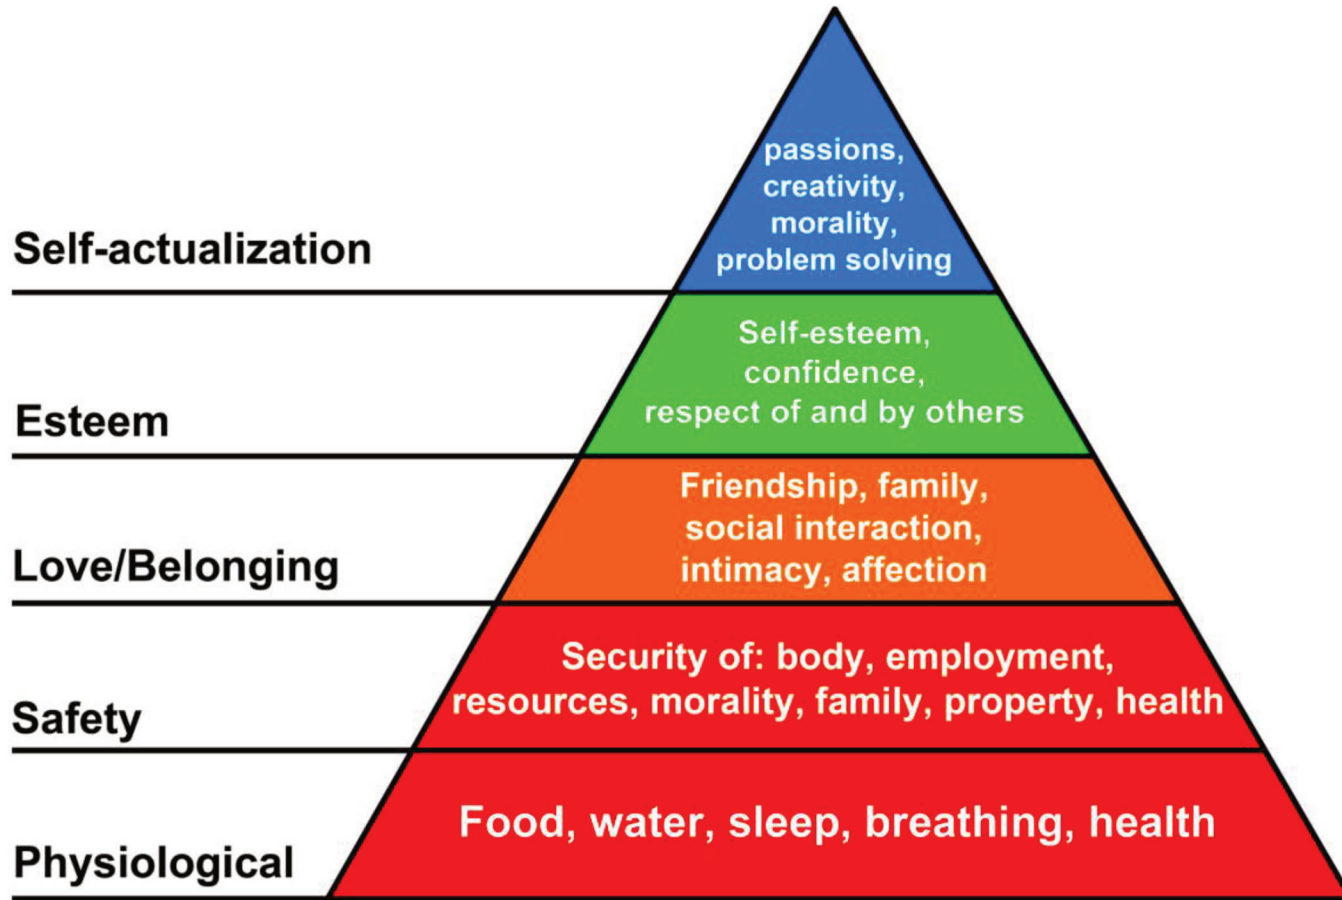 passions,
creativity,
morality,
problem solving
Self-actualization
Self-esteem,
confidence,
respect of and by others
Esteem
Friendship, family,
social interaction,
intimacy, affection
Love/Belonging
Security of: body, employment,
resources, morality, family, property, health
Safety
Food, water, sleep, breathing, health
Physiological